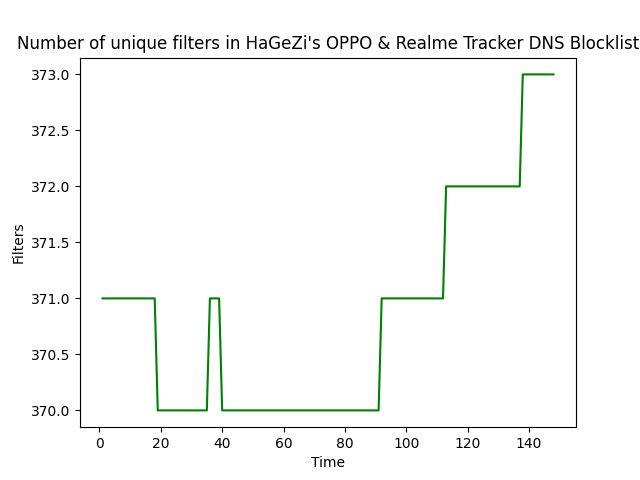 Number of unique filters in HaGeZi's OPPO & Realme Tracker DNS Blocklist
373.0
372.5
372.0
371.5
371.0
370.5
370.0
Filters
0 20 40 60 80 100 120 140
Time